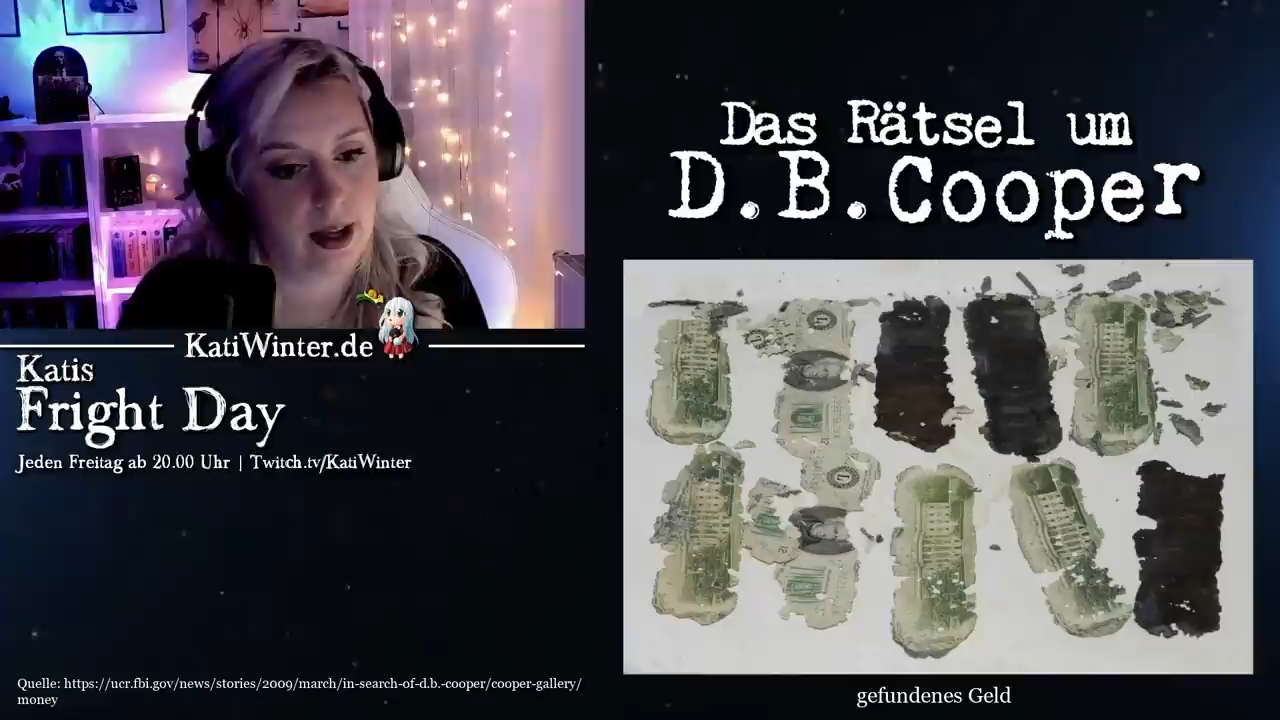 Das Rätsel um
D.B.Cooper
KatiWinter.de
Katis
Fright Day
Jeden Freitag ab 20.00 Uhr | Twitch.tv/KatiWinter
Quelle: https://ucr.fbi.gov/news/stories/2009/march/in-search-of-d.b.-cooper/cooper-gallery/
money
gefundenes Geld